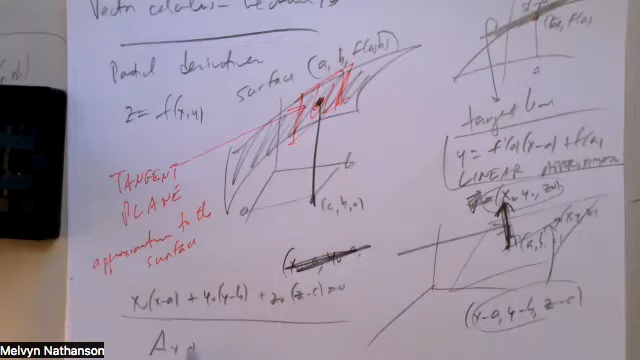 Vector calculus - Lecture
Partial derivatives
z = f(x,y)
surface (a, b, f(a,b))
TANGENT
PLANE
approximation to the
surface
a
b
(a, b, 0)
x₀(x-a) + y₀(y-b) + z₀(z-c) = 0
(a, f(a))
a
tangent line
y = f'(a)(x-a) + f(a)
LINEAR APPROXIMATION
(x₀, y₀, z₀)
(x-a, y-b, z-c)
Melvyn Nathanson